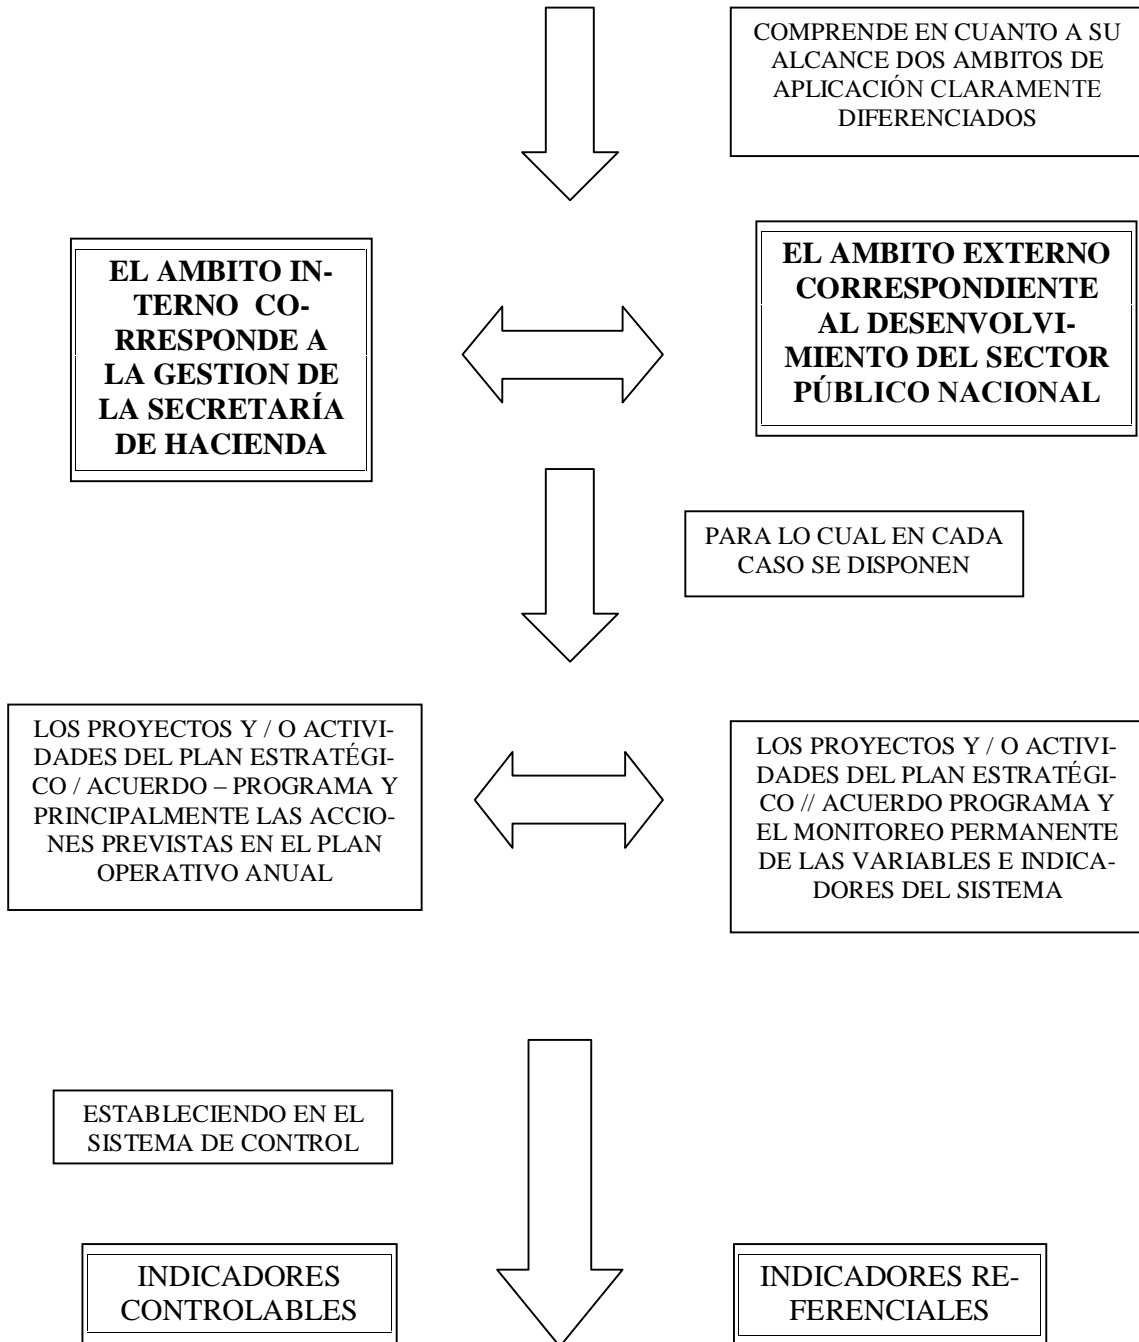 COMPRENDE EN CUANTO A SU
ALCANCE DOS AMBITOS DE
APLICACIÓN CLARAMENTE
DIFERENCIADOS
EL AMBITO IN-
TERNO CO-
RRESPONDE A
LA GESTION DE
LA SECRETARÍA
DE HACIENDA
EL AMBITO EXTERNO
CORRESPONDIENTE
AL DESENVOLVI-
MIENTO DEL SECTOR
PÚBLICO NACIONAL
PARA LO CUAL EN CADA
CASO SE DISPONEN
LOS PROYECTOS Y / O ACTIVI-
DADES DEL PLAN ESTRATÉGI-
CO / ACUERDO – PROGRAMA Y
PRINCIPALMENTE LAS ACCIO-
NES PREVISTAS EN EL PLAN
OPERATIVO ANUAL
LOS PROYECTOS Y / O ACTIVI-
DADES DEL PLAN ESTRATÉGI-
CO // ACUERDO PROGRAMA Y
EL MONITOREO PERMANENTE
DE LAS VARIABLES E INDICA-
DORES DEL SISTEMA
ESTABLECIENDO EN EL
SISTEMA DE CONTROL
INDICADORES
CONTROLABLES
INDICADORES RE-
FERENCIALES